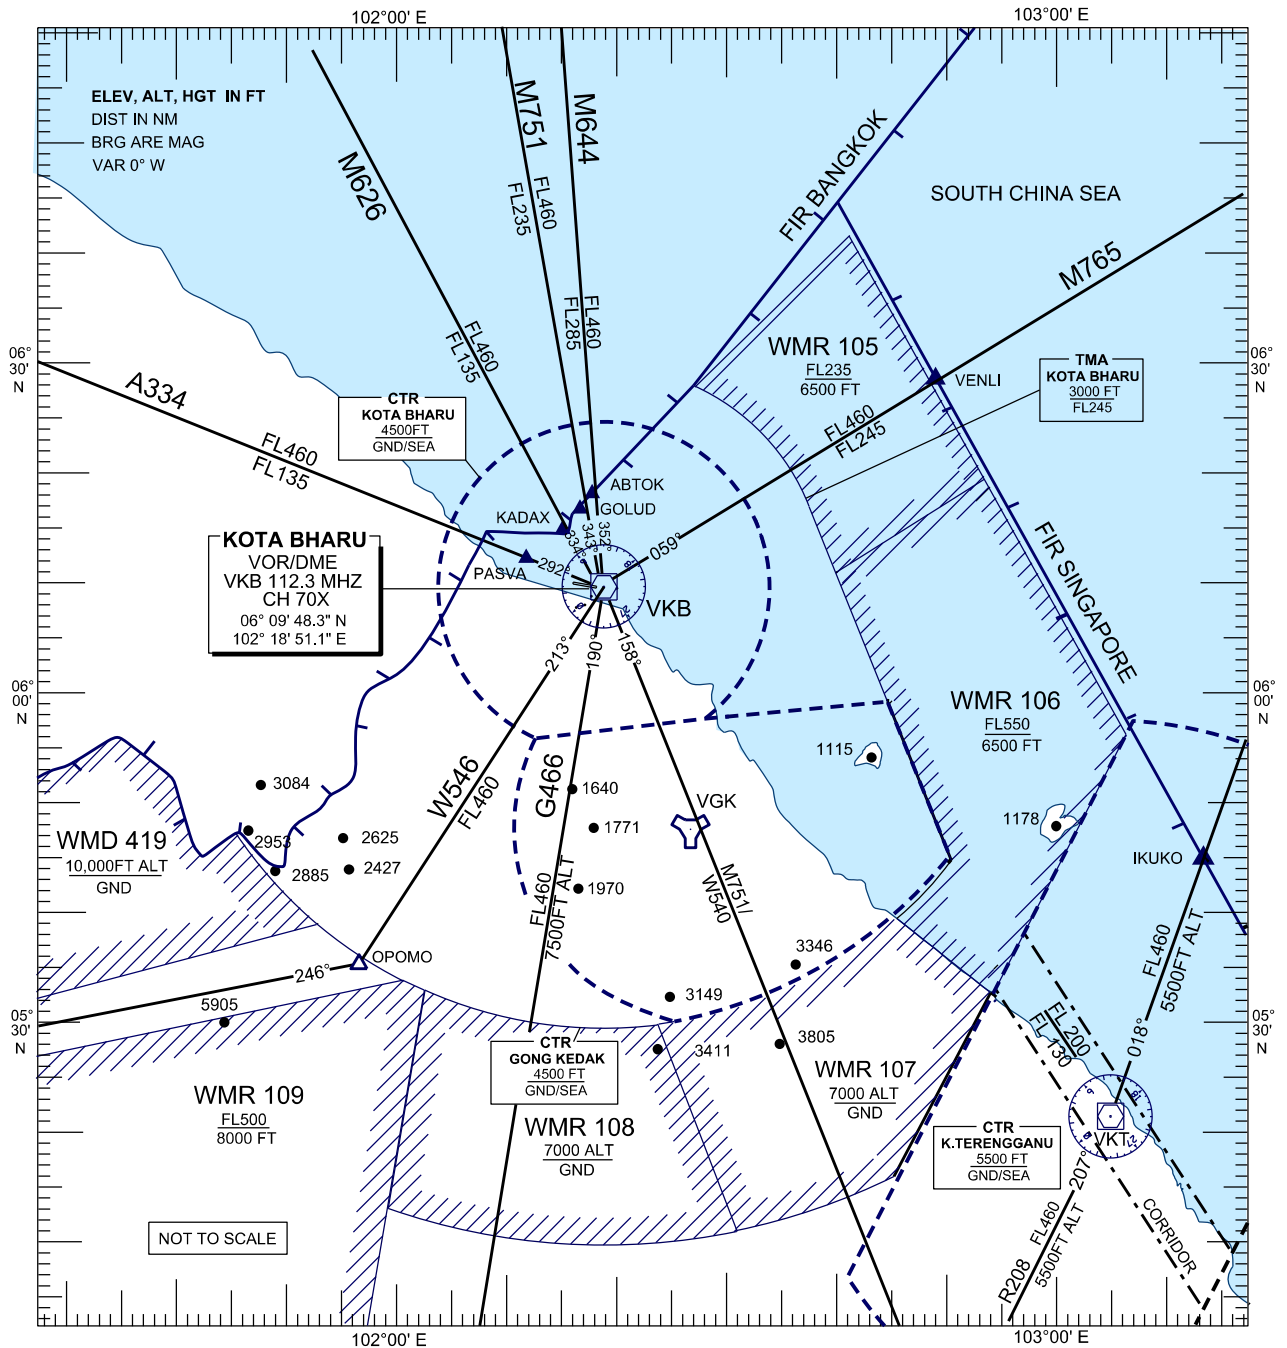 102°00' E
103°00' E
ELEV, ALT, HGT IN FT
DIST IN NM
BRG ARE MAG
VAR 0° W
M626
M751
M644
FL460
FL235
FIR BANGKOK
SOUTH CHINA SEA
M765
FL460
FL135
FL460
FL285
FL460
06°
30'
N
06°
30'
N
WMR 105
FL235
6500 FT
VENLI
TMA
KOTA BHARU
3000 FT
FL245
A334
FL460
FL135
CTR
KOTA BHARU
4500FT
GND/SEA
FL460
FL245
ABTOK
GOLUD
KADAX
PASVA
292°
334°
343°
352°
059°
KOTA BHARU
VOR/DME
VKB 112.3 MHZ
CH 70X
06° 09' 48.3" N
102° 18' 51.1" E
VKB
213°
190°
158°
FIR SINGAPORE
06°
00'
N
06°
00'
N
WMR 106
FL550
6500 FT
1115
3084
1640
VGK
W546
FL460
G466
1178
WMD 419
10,000FT ALT
GND
2953
2625
1771
2885
2427
1970
IKUKO
FL460
7500FT ALT
M751/
W540
OPOMO
246°
3346
FL460
5500FT ALT
5905
3149
05°
30'
N
05°
30'
N
CTR
GONG KEDAK
4500 FT
GND/SEA
3411
3805
FL 200
FL 130
018°
WMR 109
FL500
8000 FT
WMR 107
7000 ALT
GND
WMR 108
7000 ALT
GND
CTR
K.TERENGGANU
5500 FT
GND/SEA
VKT
207°
NOT TO SCALE
R208
FL460
5500FT ALT
CORRIDOR
102°00' E
103°00' E